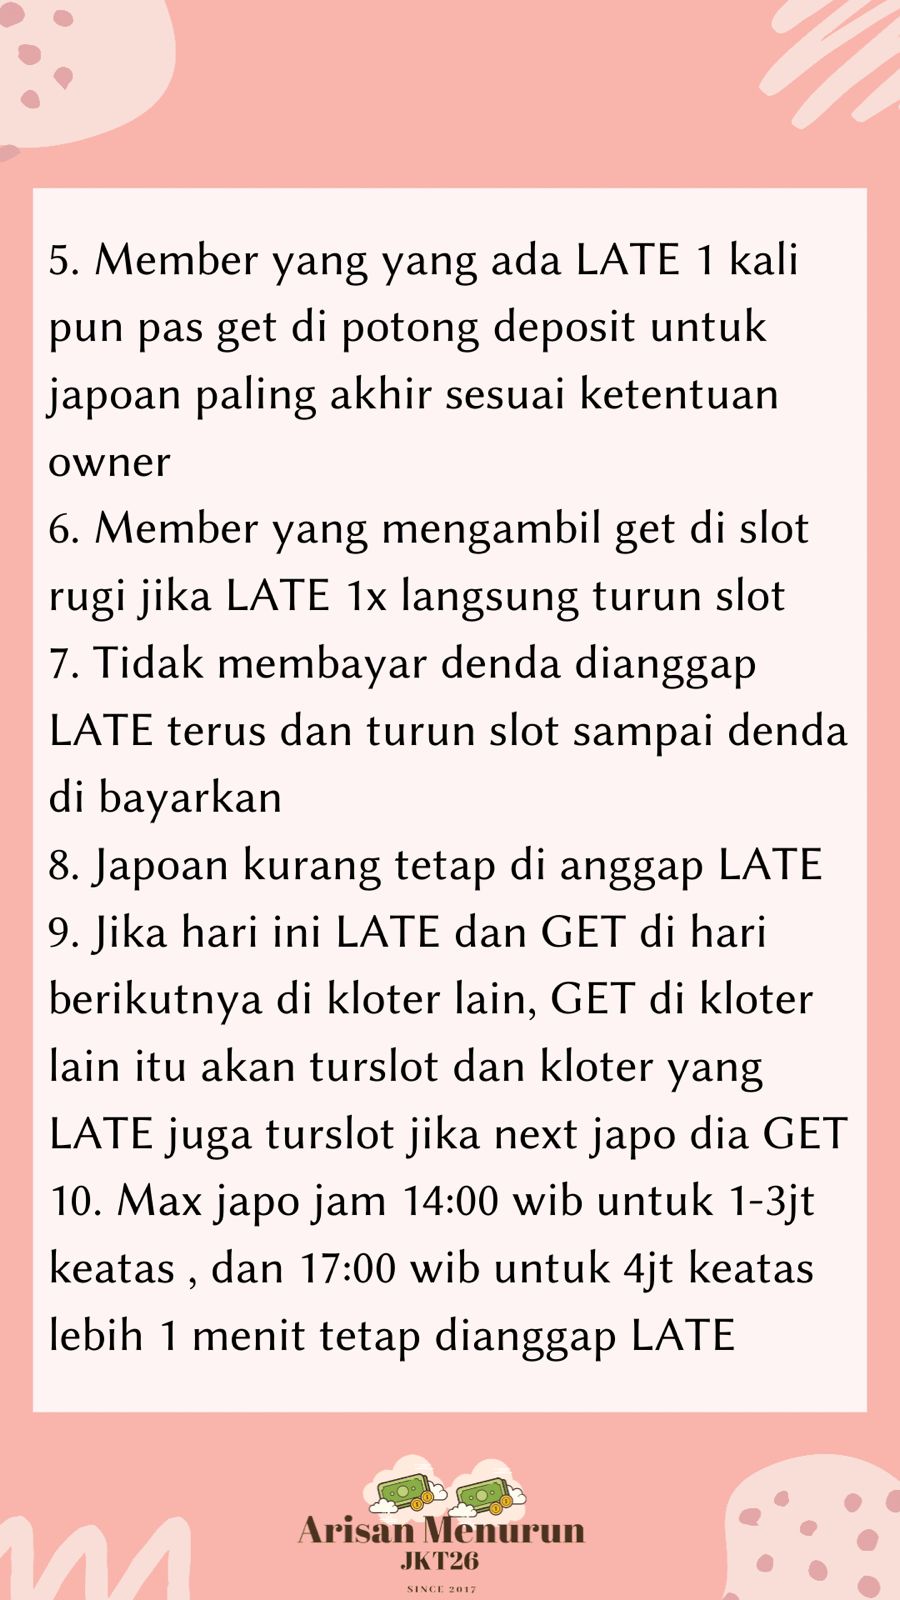 5. Member yang yang ada LATE 1 kali
pun pas get di potong deposit untuk
japoan paling akhir sesuai ketentuan
owner
6. Member yang mengambil get di slot
rugi jika LATE 1x langsung turun slot
7. Tidak membayar denda dianggap
LATE terus dan turun slot sampai denda
di bayarkan
8. Japoan kurang tetap di anggap LATE
9. Jika hari ini LATE dan GET di hari
berikutnya di kloter lain, GET di kloter
lain itu akan turslot dan kloter yang
LATE juga turslot jika next japo dia GET
10. Max japo jam 14:00 wib untuk 1-3jt
keatas , dan 17:00 wib untuk 4jt keatas
lebih 1 menit tetap dianggap LATE
Arisan Menurun
JKT26
SINCE 2017